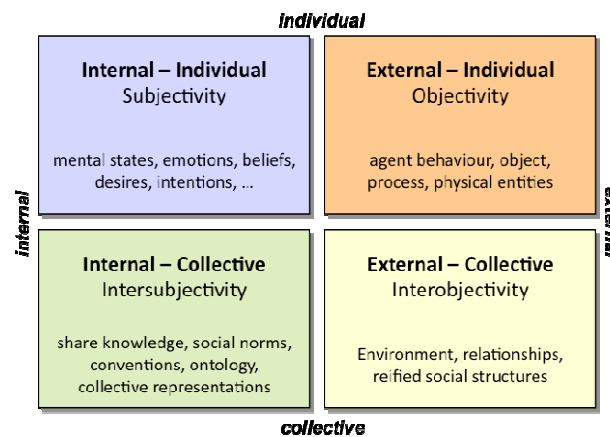 individual
Internal – Individual
Subjectivity
mental states, emotions, beliefs,
desires, intentions, ...
External – Individual
Objectivity
agent behaviour, object,
process, physical entities
internal
external
Internal – Collective
Intersubjectivity
share knowledge, social norms,
conventions, ontology,
collective representations
External – Collective
Interobjectivity
Environment, relationships,
reified social structures
collective